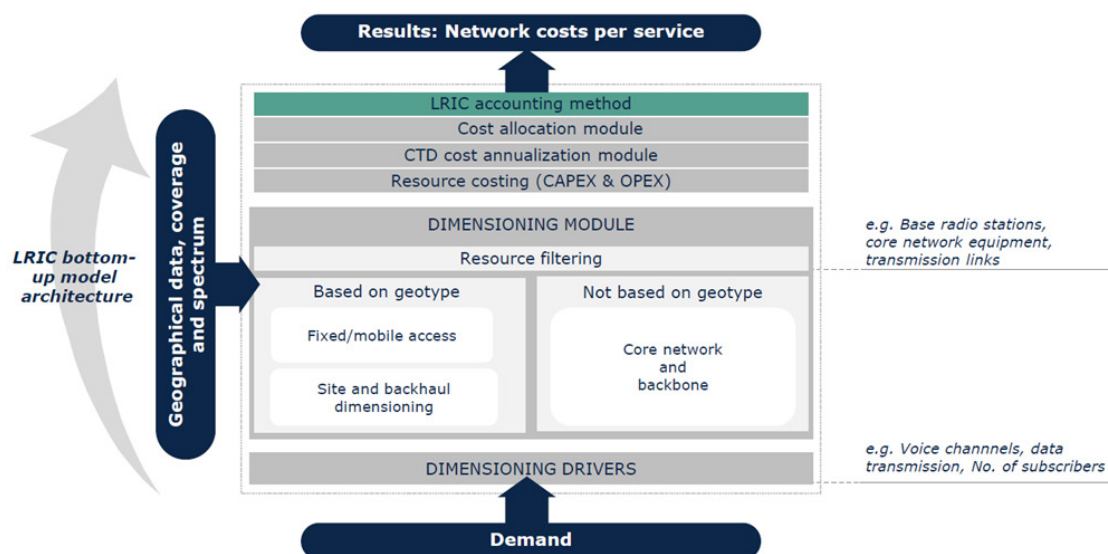 Results: Network costs per service
LRIC accounting method
Cost allocation module
CTD cost annualization module
Resource costing (CAPEX & OPEX)
Geographical data, coverage
and spectrum
LRIC bottom-
up model
architecture
DIMENSIONING MODULE
Resource filtering
Based on geotype
Fixed/mobile access
Site and backhaul
dimensioning
Not based on geotype
Core network
and
backbone
e.g. Base radio stations,
core network equipment,
transmission links
DIMENSIONING DRIVERS
e.g. Voice channnels, data
transmission, No. of subscribers
Demand